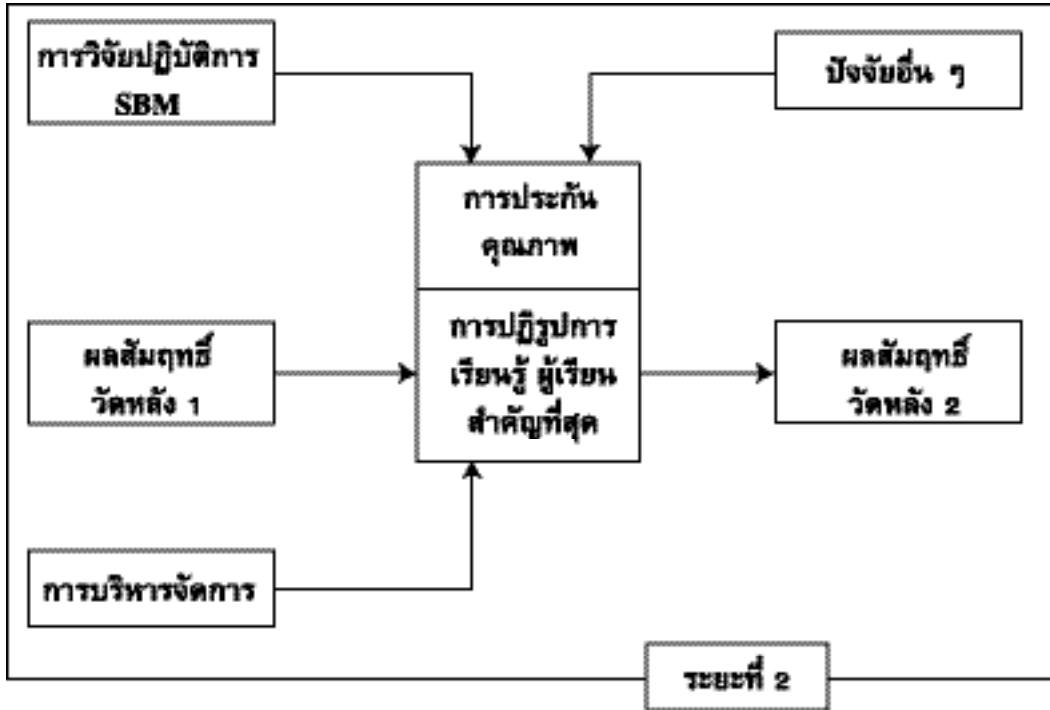 การวิจัยปฏิบัติการ
SBM
ปัจจัยอื่น ๆ
การประกัน
คุณภาพ
ผลสัมฤทธิ์
วัดหลัง 1
การปฏิรูปการ
เรียนรู้ ผู้เรียน
สำคัญที่สุด
ผลสัมฤทธิ์
วัดหลัง 2
การบริหารจัดการ
ระยะที่ 2